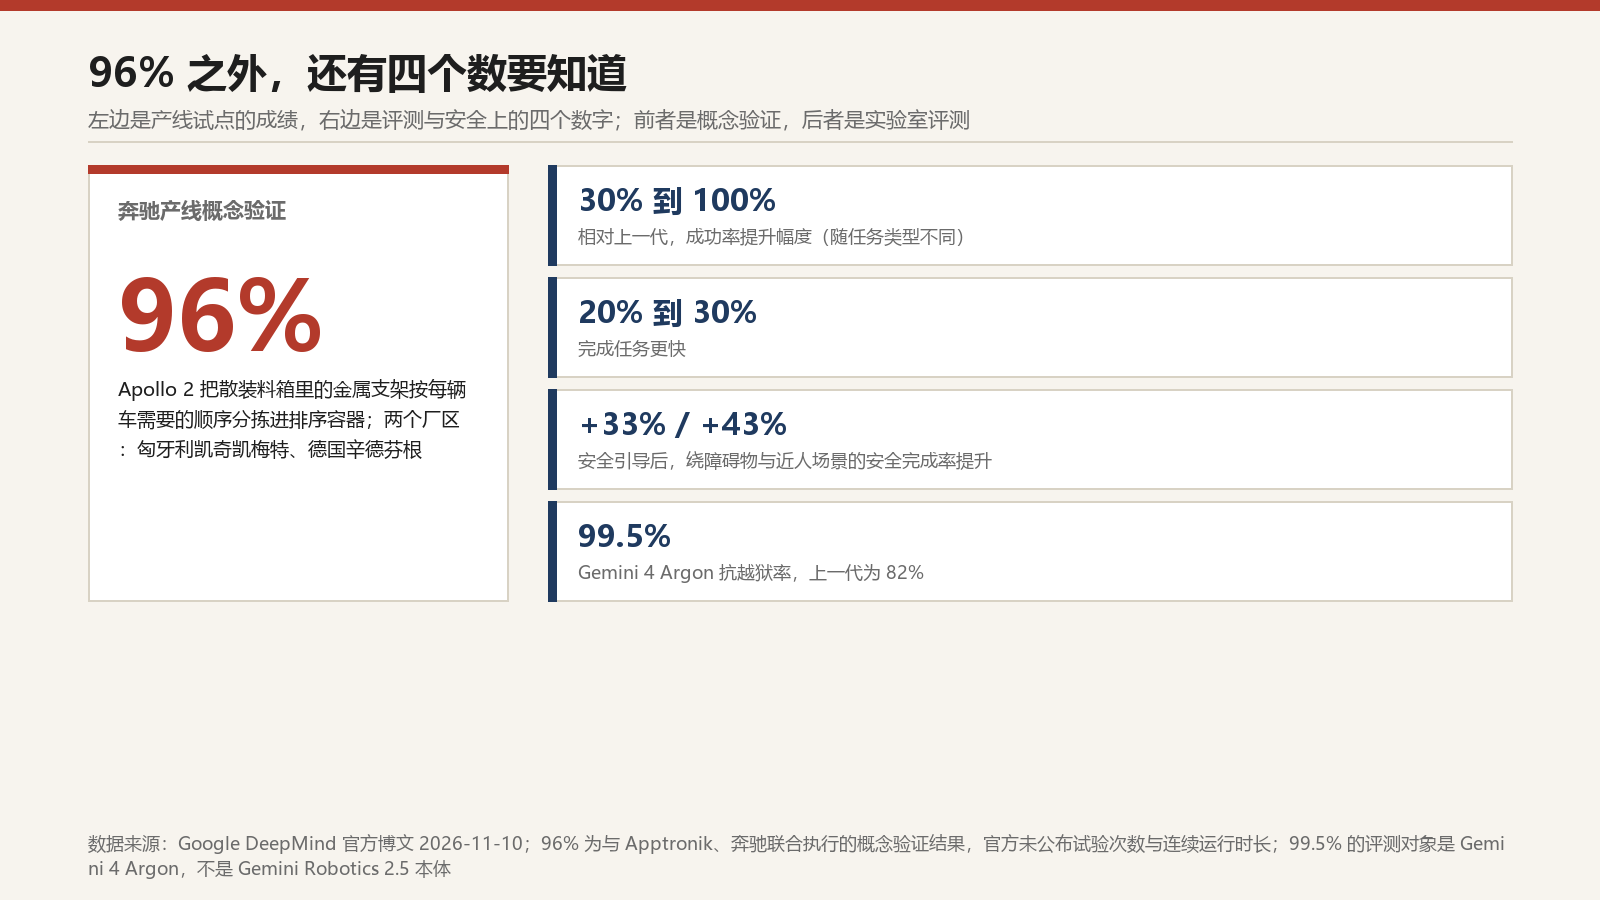 96% 之外，还有四个数要知道
左边是产线试点的成绩，右边是评测与安全上的四个数字；前者是概念验证，后者是实验室评测
奔驰产线概念验证
96%
Apollo 2 把散装料箱里的金属支架按每辆
车需要的顺序分拣进排序容器；两个厂区
：匈牙利凯奇凯梅特、德国辛德芬根
30% 到 100%
相对上一代，成功率提升幅度（随任务类型不同）
20% 到 30%
完成任务更快
+33% / +43%
安全引导后，绕障碍物与近人场景的安全完成率提升
99.5%
Gemini 4 Argon 抗越狱率，上一代为 82%
数据来源：Google DeepMind 官方博文 2026-11-10；96% 为与 Apptronik、奔驰联合执行的概念验证结果，官方未公布试验次数与连续运行时长；99.5% 的评测对象是 Gemi
ni 4 Argon，不是 Gemini Robotics 2.5 本体